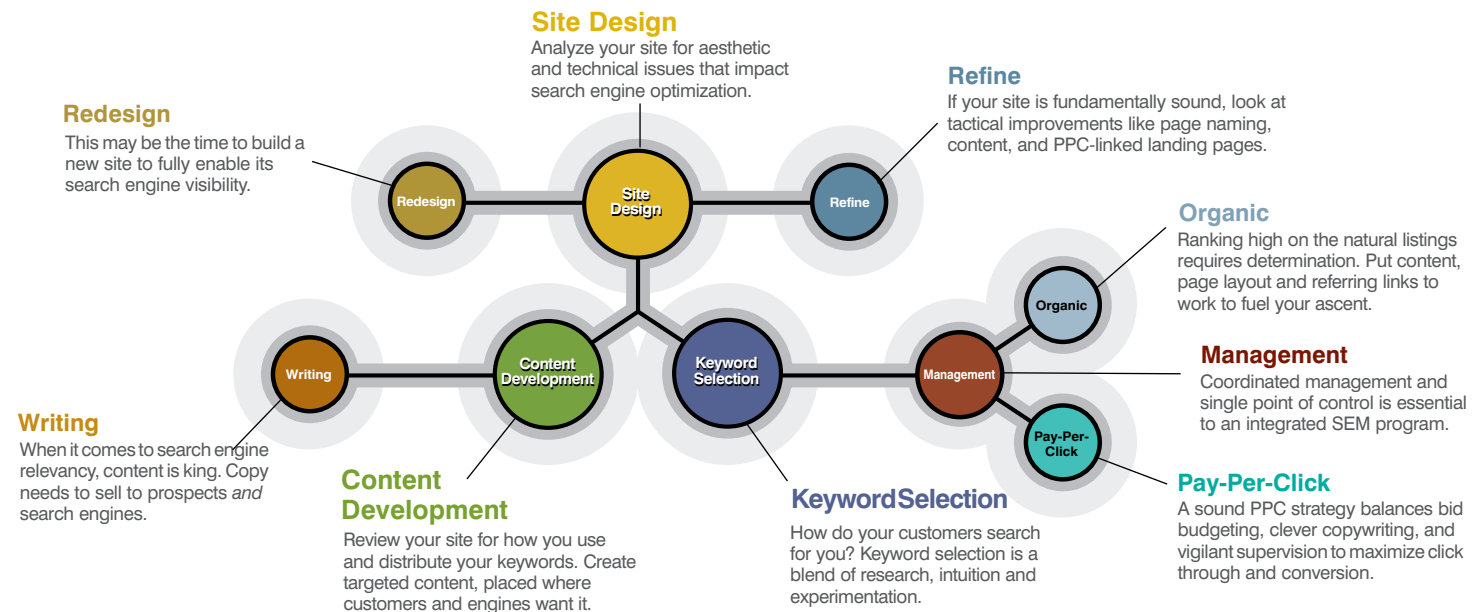 Site Design
Analyze your site for aesthetic
and technical issues that impact
search engine optimization.
Redesign
This may be the time to build a
new site to fully enable its
search engine visibility.
Refine
If your site is fundamentally sound, look at
tactical improvements like page naming,
content, and PPC-linked landing pages.
Redesign
Site
Design
Refine
Organic
Ranking high on the natural listings
requires determination. Put content,
page layout and referring links to
work to fuel your ascent.
Organic
Writing
Content
Development
Keyword
Selection
Management
Management
Coordinated management and
single point of control is essential
to an integrated SEM program.
Pay-Per-
Click
Writing
When it comes to search engine
relevancy, content is king. Copy
needs to sell to prospects and
search engines.
Content
Development
Review your site for how you use
and distribute your keywords. Create
targeted content, placed where
customers and engines want it.
Keyword Selection
How do your customers search
for you? Keyword selection is a
blend of research, intuition and
experimentation.
Pay-Per-Click
A sound PPC strategy balances bid
budgeting, clever copywriting, and
vigilant supervision to maximize click
through and conversion.